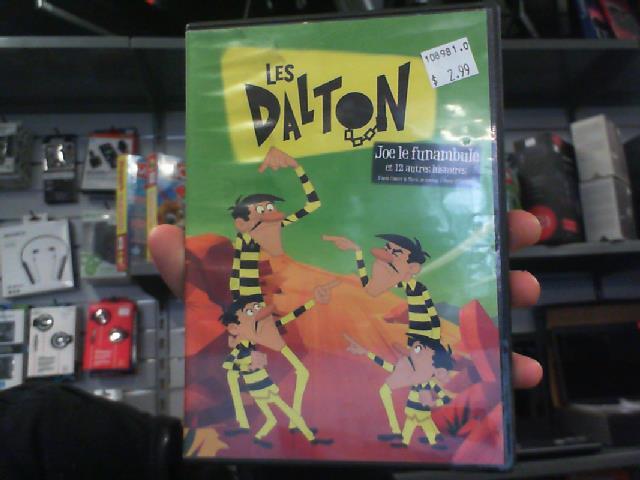 108981.0
$ 2.99
LES
DALTON
Joe le funambule
et 12 autres histoires